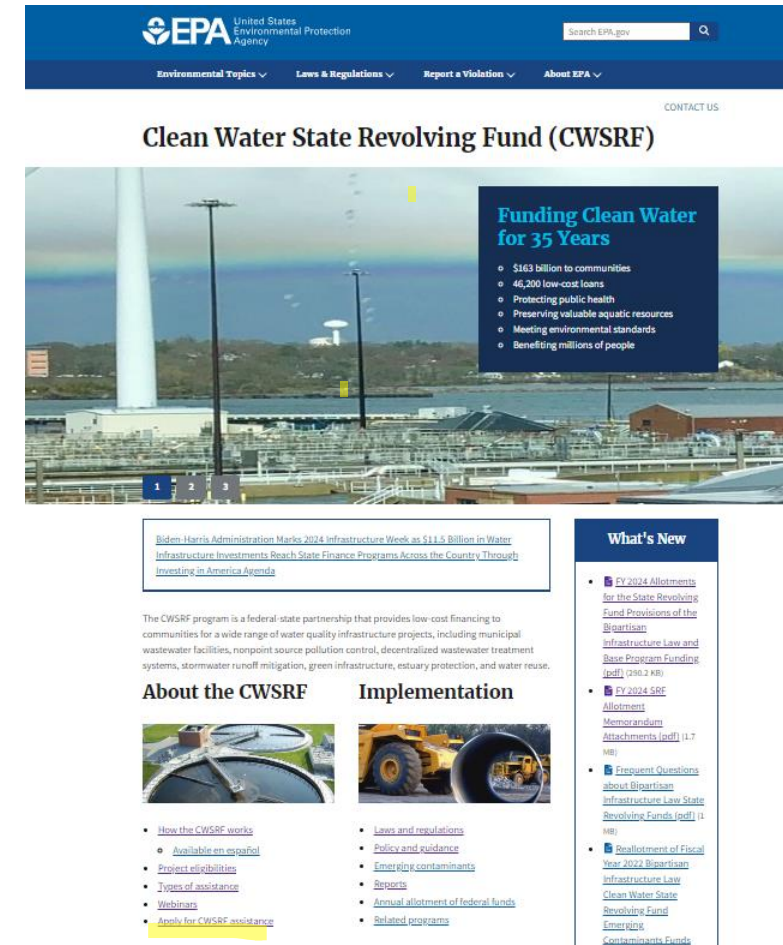 EPA
United States
Environmental Protection
Agency
Search EPA.gov
Environmental Topics
Laws & Regulations
Report a Violation
About EPA
CONTACT US
Clean Water State Revolving Fund (CWSRF)
Funding Clean Water
for 35 Years
$163 billion to communities
46,200 low-cost loans
Protecting public health
Preserving valuable aquatic resources
Meeting environmental standards
Benefiting millions of people
1 2 3
Biden-Harris Administration Marks 2024 Infrastructure Week as $11.5 Billion in Water
Infrastructure Investments Reach State Finance Programs Across the Country Through
Investing in America Agenda
The CWSRF program is a federal-state partnership that provides low-cost financing to
communities for a wide range of water quality infrastructure projects, including municipal
wastewater facilities, nonpoint source pollution control, decentralized wastewater treatment
systems, stormwater runoff mitigation, green infrastructure, estuary protection, and water reuse.
About the CWSRF
How the CWSRF works
Available en español
Project eligibilities
Types of assistance
Webinars
Apply for CWSRF assistance
Implementation
Laws and regulations
Policy and guidance
Emerging contaminants
Reports
Annual allotment of federal funds
Related programs
What's New
FY 2024 Allotments
for the State Revolving
Fund Provisions of the
Bipartisan
Infrastructure Law and
Base Program Funding
(pdf) (290.2 KB)
FY 2024 SRF
Allotment
Memorandum
Attachments (pdf) (1.7
MB)
Frequent Questions
about Bipartisan
Infrastructure Law State
Revolving Funds (pdf) (1
MB)
Reallotment of Fiscal
Year 2022 Bipartisan
Infrastructure Law
Clean Water State
Revolving Fund
Emerging
Contaminants Funds